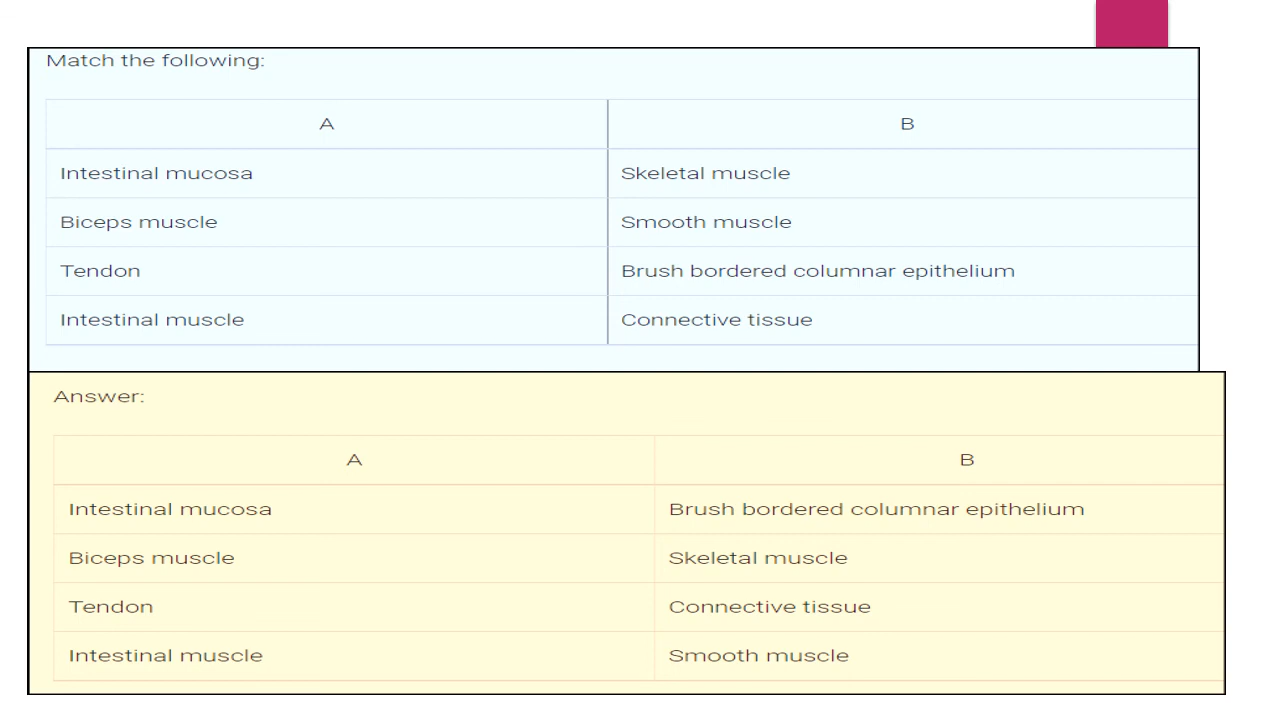 Match the following:
A B
Intestinal mucosa Skeletal muscle
Biceps muscle Smooth muscle
Tendon Brush bordered columnar epithelium
Intestinal muscle Connective tissue
Answer:
A B
Intestinal mucosa Brush bordered columnar epithelium
Biceps muscle Skeletal muscle
Tendon Connective tissue
Intestinal muscle Smooth muscle